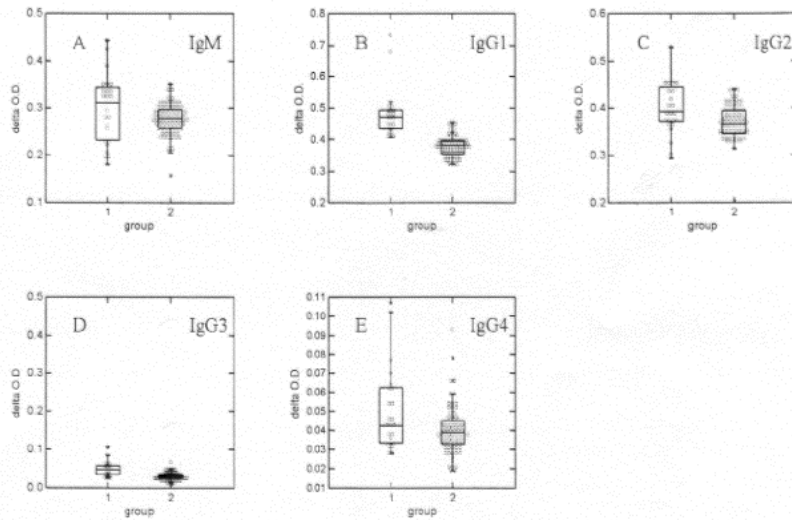 A IgM
0.5
0.4
0.3
0.2
0.1
delta O.D.
1 2
group
B IgG1
0.8
0.7
0.6
0.5
0.4
0.3
0.2
delta O.D.
1 2
group
C IgG2
0.6
0.5
0.4
0.3
0.2
delta O.D.
1 2
group
D IgG3
0.5
0.4
0.3
0.2
0.1
0.0
delta O.D.
1 2
group
E IgG4
0.11
0.10
0.09
0.08
0.07
0.06
0.05
0.04
0.03
0.02
0.01
delta O.D.
1 2
group